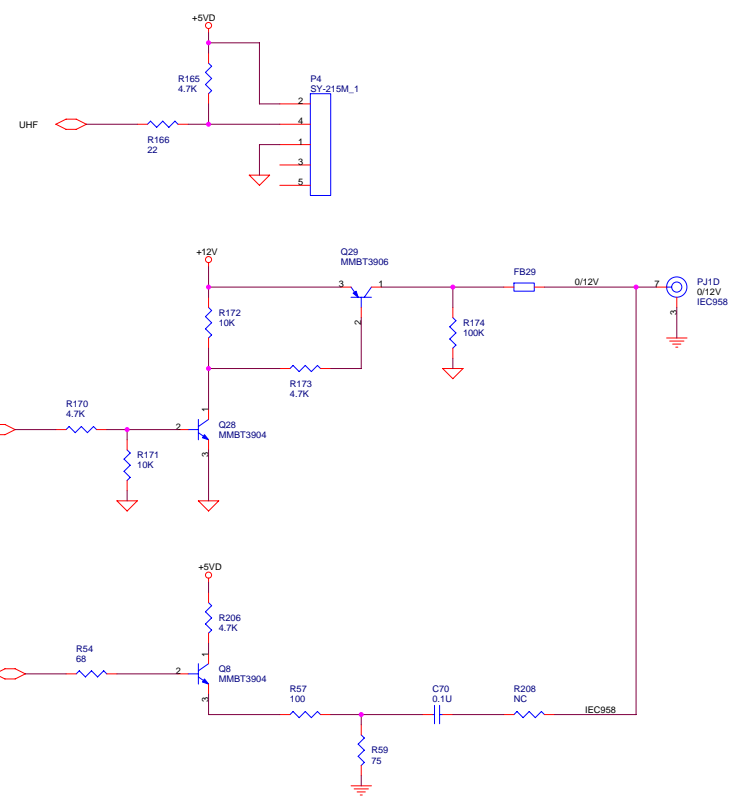 +5VD
R165
4.7K
P4
SY-215M_1
2
UHF
4
R166
22
1
3
5
+12V
Q29
MMBT3906
FB29
3
1
0/12V
7
PJ1D
0/12V
IEC958
R172
10K
2
R174
100K
3
R173
4.7K
R170
4.7K
1
2
Q28
MMBT3904
R171
10K
3
+5VD
R206
4.7K
R54
68
1
2
Q8
MMBT3904
3
R57
100
C70
0.1U
R208
NC
IEC958
R59
75